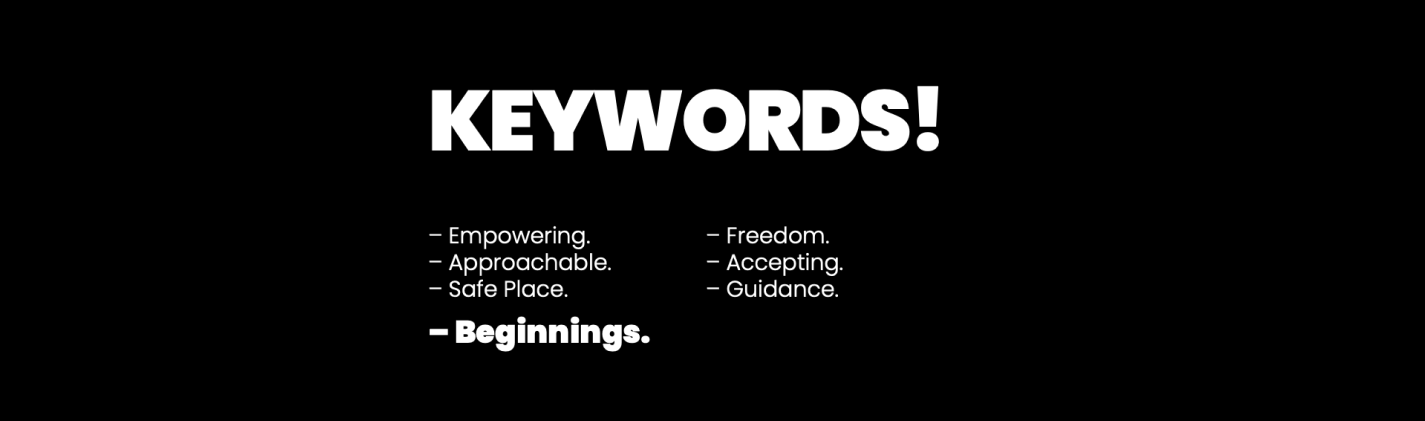 KEYWORDS!
– Empowering.
– Approachable.
– Safe Place.
– Beginnings.
– Freedom.
– Accepting.
– Guidance.